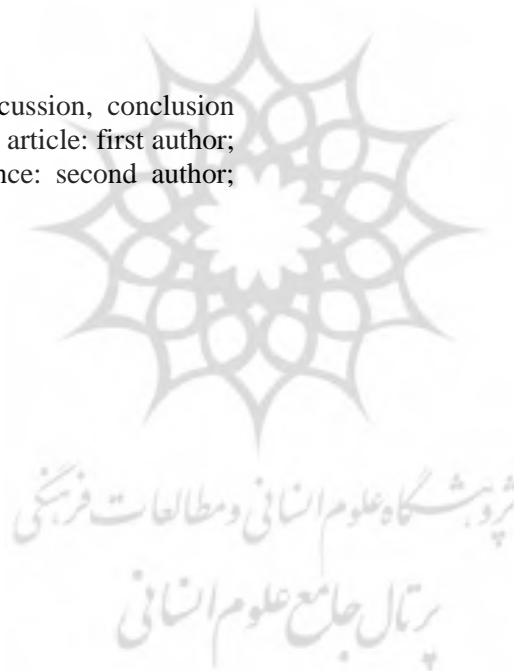 cussion, conclusion
article: first author;
nce: second author;
پژوهشگاه علوم انسانی و مطالعات فرهنگی
پرتال جامع علوم انسانی